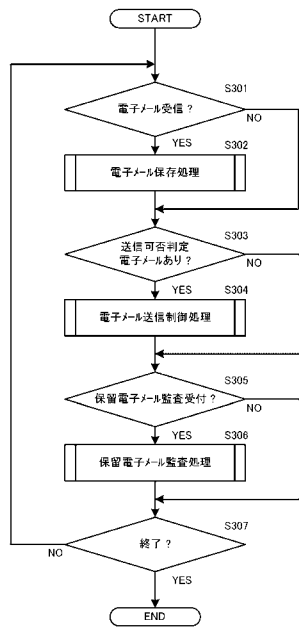 START
S301
電子メール受信？
NO
YES
S302
電子メール保存処理
S303
送信可否判定
電子メールあり？
NO
YES
S304
電子メール送信制御処理
S305
保留電子メール監査受付？
NO
YES
S306
保留電子メール監査処理
S307
終了？
NO
YES
END